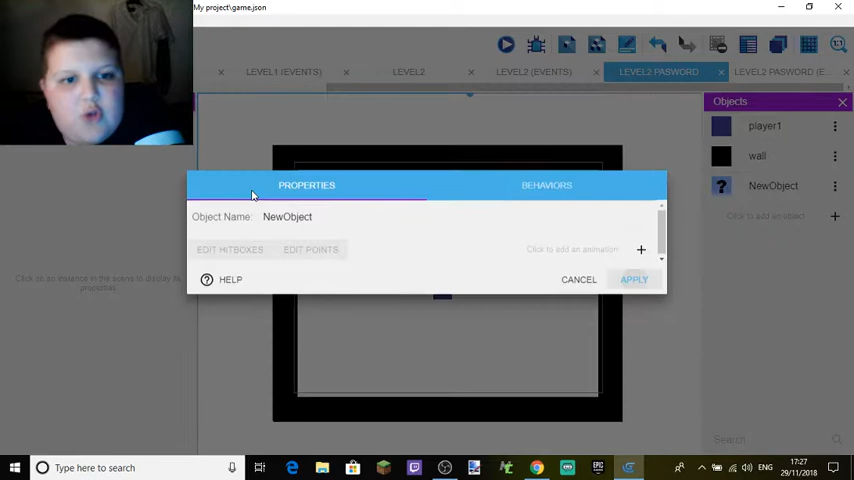 My project\game.json
1:1
LEVEL1 (EVENTS) × LEVEL2 × LEVEL2 (EVENTS) × LEVEL2 PASWORD × LEVEL2 PASWORD (E...
Objects
player1
wall
? NewObject
Click to add an object +
PROPERTIES BEHAVIORS
Object Name: NewObject
EDIT HITBOXES EDIT POINTS Click to add an animation +
? HELP CANCEL APPLY
Click on an instance in the scene to display its
properties
Search
Type here to search
EPIC
ENG
17:27
29/11/2018